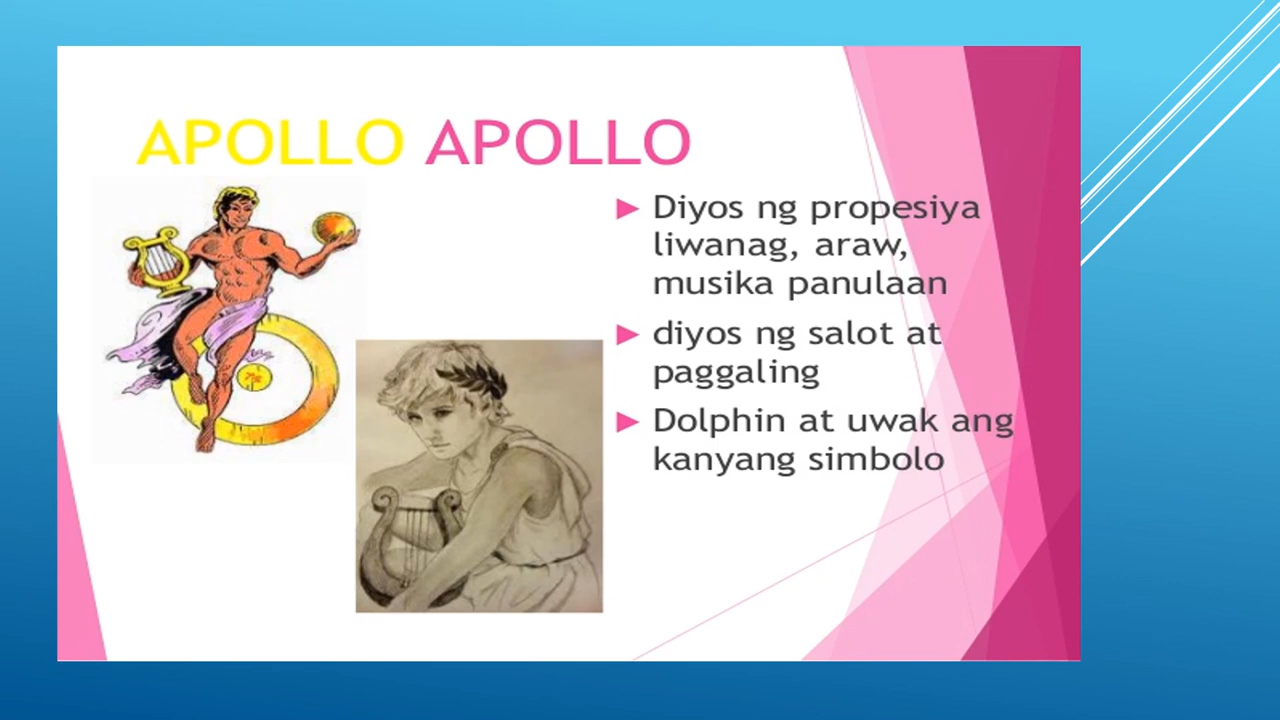 APOLLO APOLLO
Diyos ng propesiya
liwanag, araw,
musika panulaan
diyos ng salot at
paggaling
Dolphin at uwak ang
kanyang simbolo